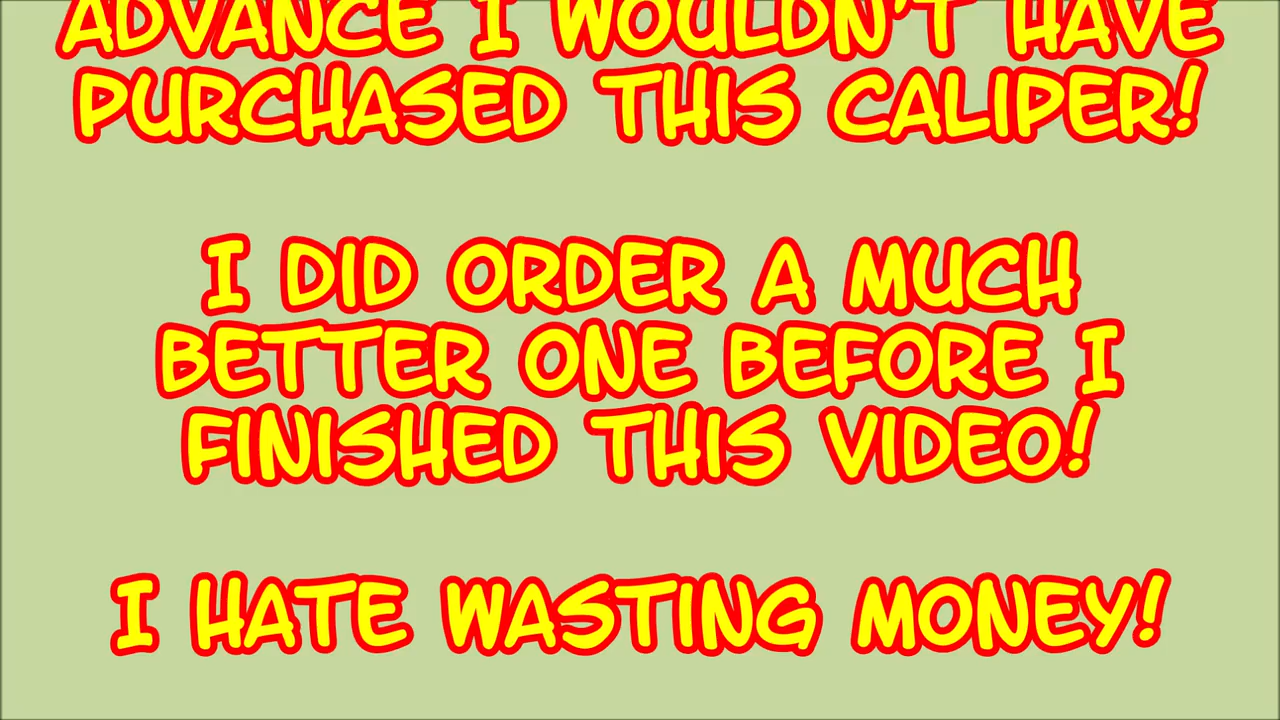 ADVANCE I WOULDN'T HAVE
PURCHASED THIS CALIPER!
I DID ORDER A MUCH
BETTER ONE BEFORE I
FINISHED THIS VIDEO!
I HATE WASTING MONEY!